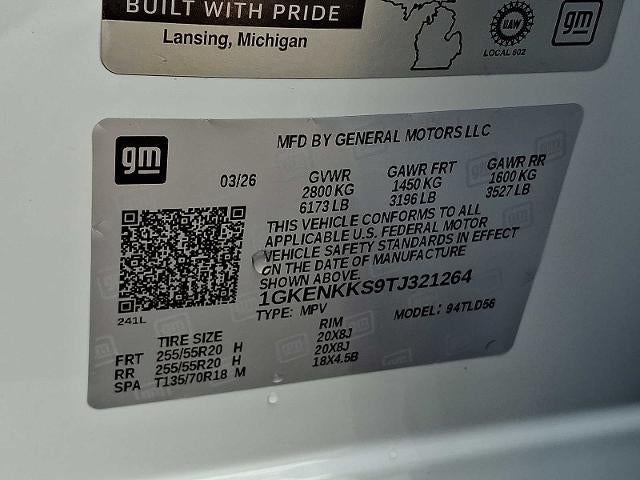 BUILT WITH PRIDE
Lansing, Michigan
UAW
LOCAL 602
gm
gm
MFD BY GENERAL MOTORS LLC
03/26
GVWR GAWR FRT GAWR RR
2800 KG 1450 KG 1600 KG
6173 LB 3196 LB 3527 LB
THIS VEHICLE CONFORMS TO ALL
APPLICABLE U.S. FEDERAL MOTOR
VEHICLE SAFETY STANDARDS IN EFFECT
ON THE DATE OF MANUFACTURE
SHOWN ABOVE.
1GKENKKS9TJ321264
TYPE: MPV MODEL: 94TLD56
241L
TIRE SIZE RIM
FRT 255/55R20 H 20X8J
RR 255/55R20 H 20X8J
SPA T135/70R18 M 18X4.5B